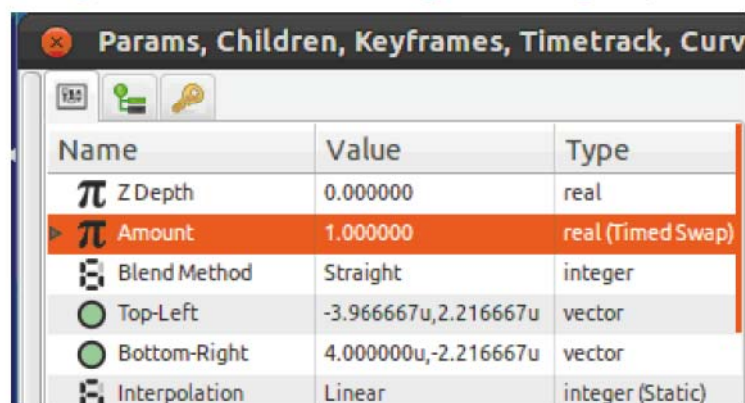 Params, Children, Keyframes, Timetrack, Curv
Name Value Type
π Z Depth 0.000000 real
π Amount 1.000000 real (Timed Swap)
Blend Method Straight integer
Top-Left -3.966667u,2.216667u vector
Bottom-Right 4.000000u,-2.216667u vector
Interpolation Linear integer (Static)